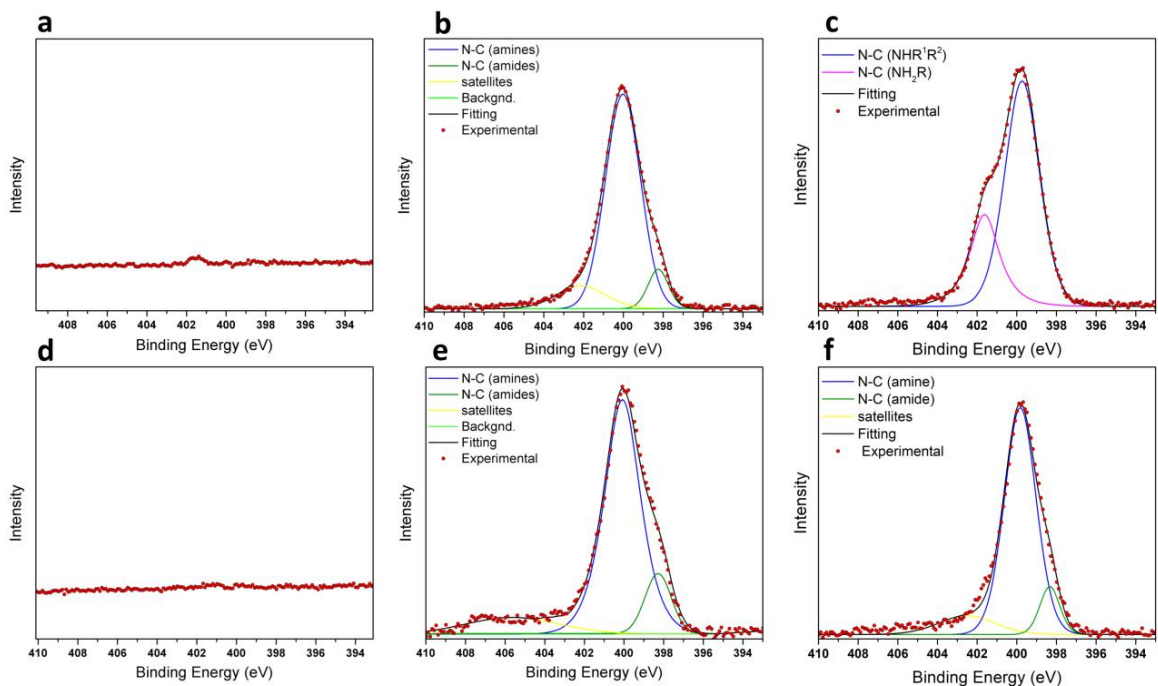 a
Intensity
408 406 404 402 400 398 396 394
Binding Energy (eV)
b
N-C (amines)
N-C (amides)
satellites
Backgnd.
Fitting
Experimental
Intensity
410 408 406 404 402 400 398 396 394
Binding Energy (eV)
c
N-C (NHR¹R²)
N-C (NH₂R)
Fitting
Experimental
Intensity
410 408 406 404 402 400 398 396 394
Binding Energy (eV)
d
Intensity
410 408 406 404 402 400 398 396 394
Binding Energy (eV)
e
N-C (amines)
N-C (amides)
satellites
Backgnd.
Fitting
Experimental
Intensity
410 408 406 404 402 400 398 396 394
Binding Energy (eV)
f
N-C (amine)
N-C (amide)
satellites
Fitting
Experimental
Intensity
410 408 406 404 402 400 398 396 394
Binding Energy (eV)